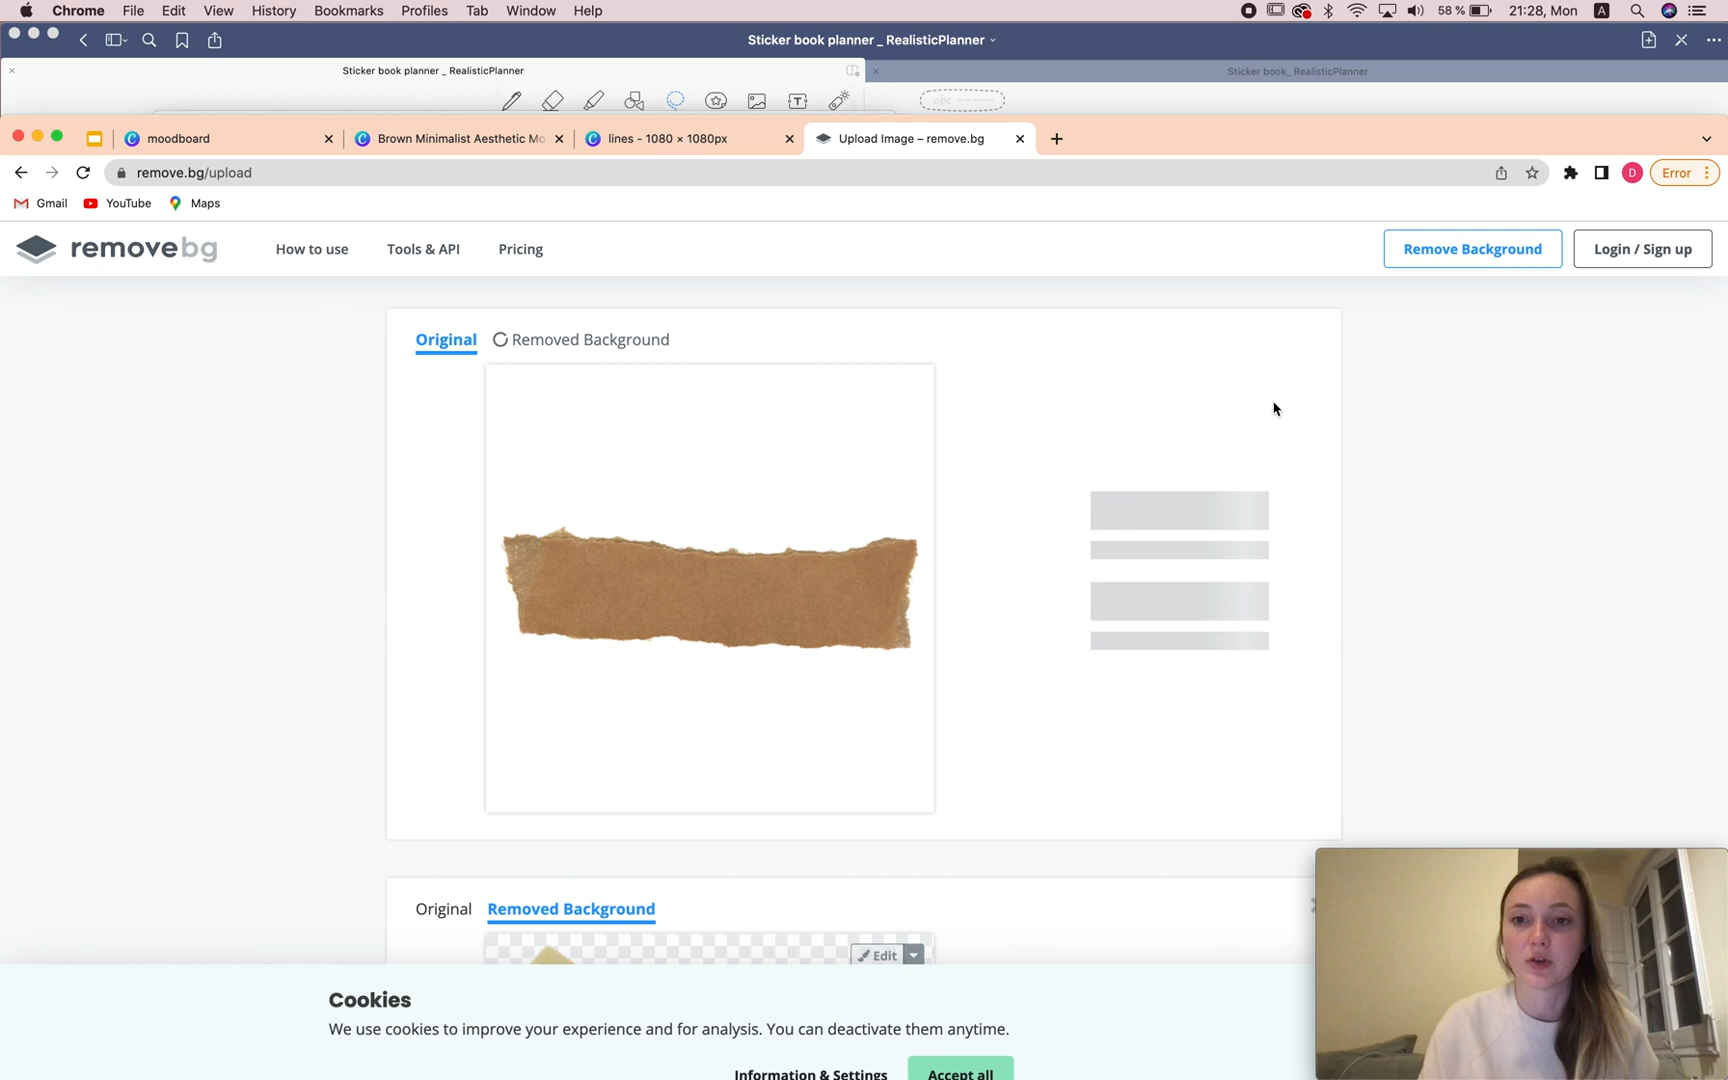 Chrome File Edit View History Bookmarks Profiles Tab Window Help
58 % 21:28, Mon A
Sticker book planner _ RealisticPlanner
Sticker book planner _ RealisticPlanner
Sticker book_ RealisticPlanner
T
abc
moodboard
Brown Minimalist Aesthetic Mo
lines - 1080 × 1080px
Upload Image – remove.bg
remove.bg/upload
D
Error
Gmail YouTube Maps
removebg
How to use Tools & API Pricing
Remove Background Login / Sign up
Original Removed Background
Original Removed Background
Edit
Cookies
We use cookies to improve your experience and for analysis. You can deactivate them anytime.
Information & Settings Accept all